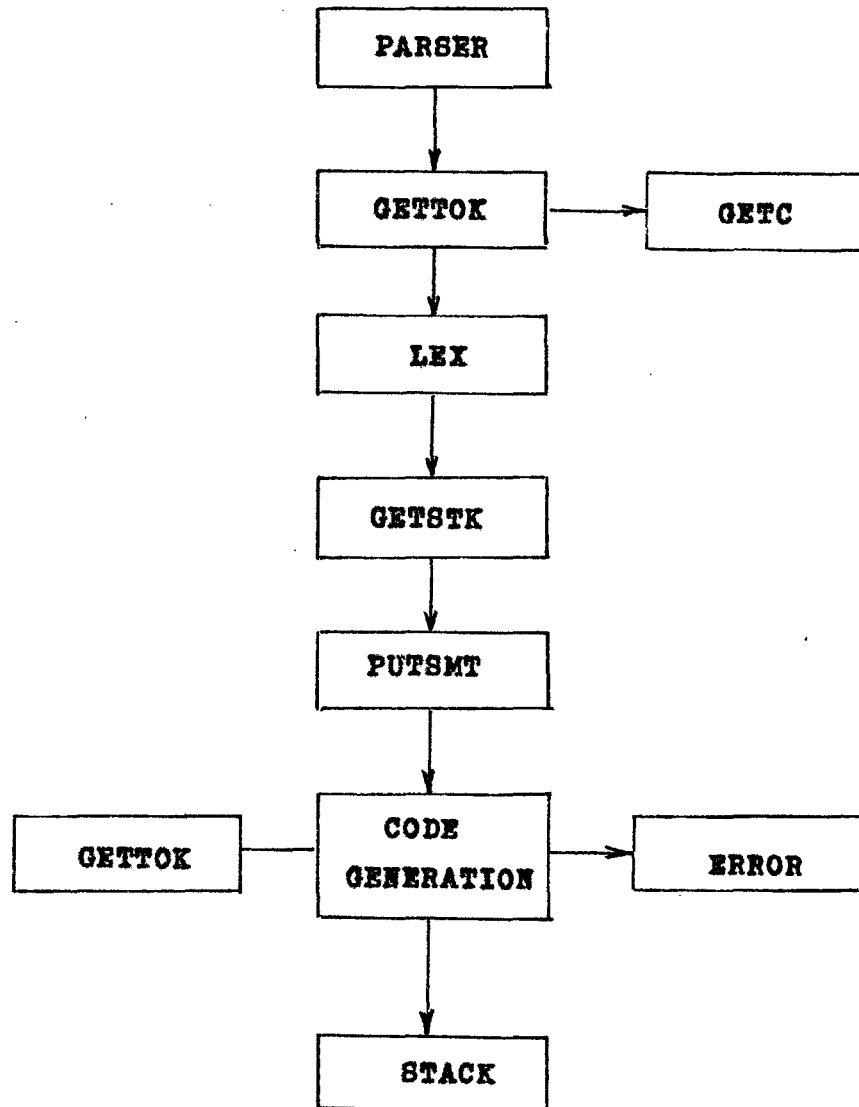 PARSER
GETTOK
GETC
LEX
GETSTK
PUTSMT
CODE
GENERATION
GETTOK
ERROR
STACK